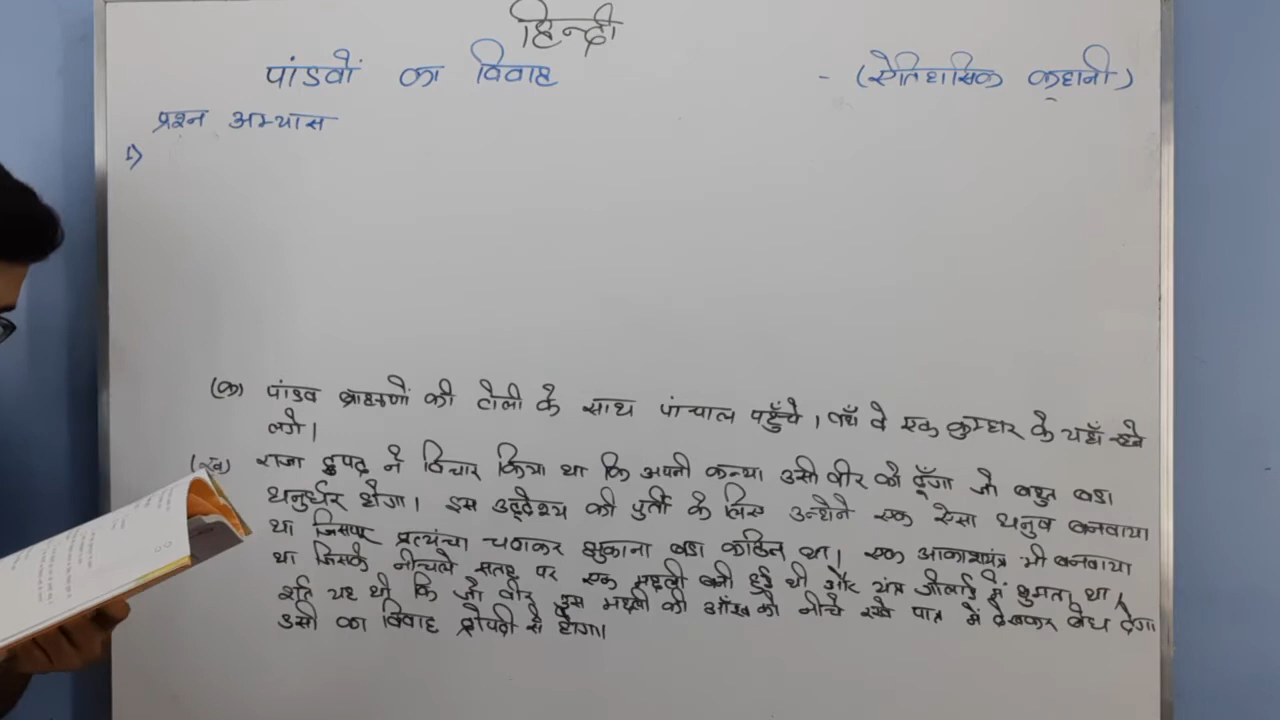 हिन्दी
पांडवों का विवाह - (ऐतिहासिक कहानी)
प्रश्न अभ्यास
1)
(क) पांडव ब्राह्मणों की टोली के साथ पांचाल पहुँचे। वहाँ वे एक कुम्हार के यहाँ रहने
लगे।
(ख) राजा द्रुपद ने विचार किया था कि अपनी कन्या उसी वीर को दूँगा जो बहुत बडा
धनुर्धर होगा। इस उद्देश्य की पुर्ति के लिए उन्होने एक ऐसा धनुष बनवाया
था जिसपर प्रत्यंचा चढाकर झुकाना बडा कठिन था। एक आकाशयंत्र भी बनवाया
था जिसके नीचले सतह पर एक मछली बनी हुई थी और यंत्र गोलाई में घुमता था।
शर्त यह थी कि जो वीर इस मछली की आँख को नीचे रखे पात्र में देखकर बेध देगा
उसी का विवाह द्रोपदी से होगा।